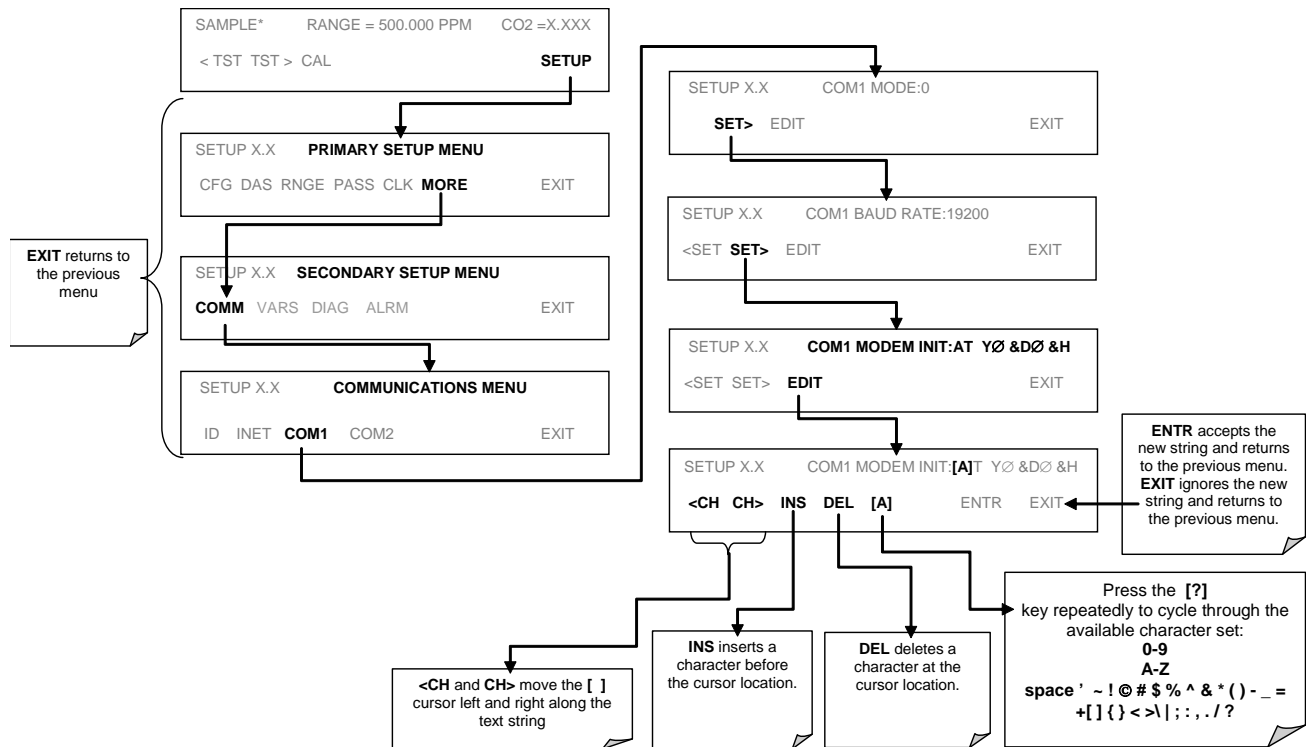 SAMPLE* RANGE = 500.000 PPM CO2 =X.XXX
< TST TST > CAL SETUP
SETUP X.X PRIMARY SETUP MENU
CFG DAS RNGE PASS CLK MORE EXIT
EXIT returns to
the previous
menu
SETUP X.X SECONDARY SETUP MENU
COMM VARS DIAG ALRM EXIT
SETUP X.X COMMUNICATIONS MENU
ID INET COM1 COM2 EXIT
SETUP X.X COM1 MODE:0
SET> EDIT EXIT
SETUP X.X COM1 BAUD RATE:19200
<SET SET> EDIT EXIT
SETUP X.X COM1 MODEM INIT:AT Y∅ &D∅ &H
<SET SET> EDIT EXIT
SETUP X.X COM1 MODEM INIT:[A]T Y∅ &D∅ &H
<CH CH> INS DEL [A] ENTR EXIT
ENTR accepts the
new string and returns
to the previous menu.
EXIT ignores the new
string and returns to
the previous menu.
<CH and CH> move the [ ]
cursor left and right along the
text string
INS inserts a
character before
the cursor location.
DEL deletes a
character at the
cursor location.
Press the [?]
key repeatedly to cycle through the
available character set:
0-9
A-Z
space ' ~ ! © # $ % ^ & * ( ) - _ =
+[ ] { } < >\ | ; : , . / ?